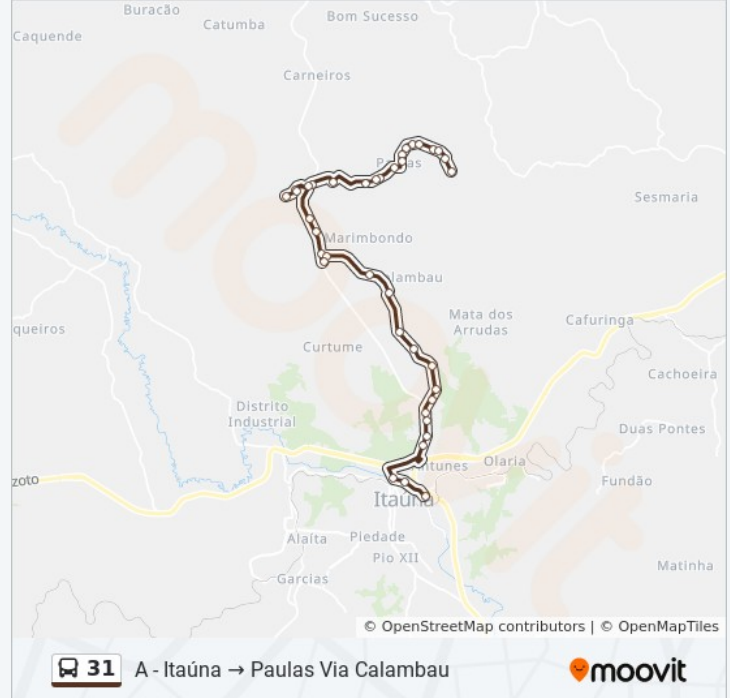 Buracão
Bom Sucesso
Catumba
Caquende
Carneiros
Sesmaria
Marimbondo
lambau
Mata dos
Arrudas
Cafuringa
queiros
Curtume
Cachoeira
Distrito
Industrial
Duas Pontes
ntunes
Olaria
zoto
Fundão
Itaúna
Alaíta
Piedade
Pio XII
Matinha
Garcias
© OpenStreetMap contributors | © OpenMapTiles
31 A - Itaúna → Paulas Via Calambau
moovit